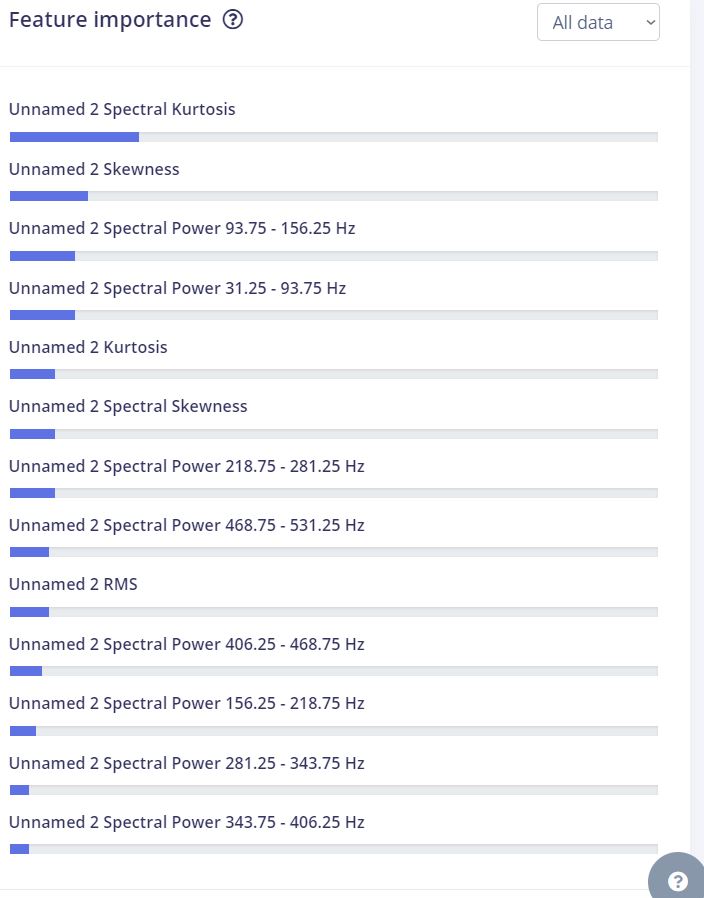 Feature importance
All data
Unnamed 2 Spectral Kurtosis
Unnamed 2 Skewness
Unnamed 2 Spectral Power 93.75 - 156.25 Hz
Unnamed 2 Spectral Power 31.25 - 93.75 Hz
Unnamed 2 Kurtosis
Unnamed 2 Spectral Skewness
Unnamed 2 Spectral Power 218.75 - 281.25 Hz
Unnamed 2 Spectral Power 468.75 - 531.25 Hz
Unnamed 2 RMS
Unnamed 2 Spectral Power 406.25 - 468.75 Hz
Unnamed 2 Spectral Power 156.25 - 218.75 Hz
Unnamed 2 Spectral Power 281.25 - 343.75 Hz
Unnamed 2 Spectral Power 343.75 - 406.25 Hz